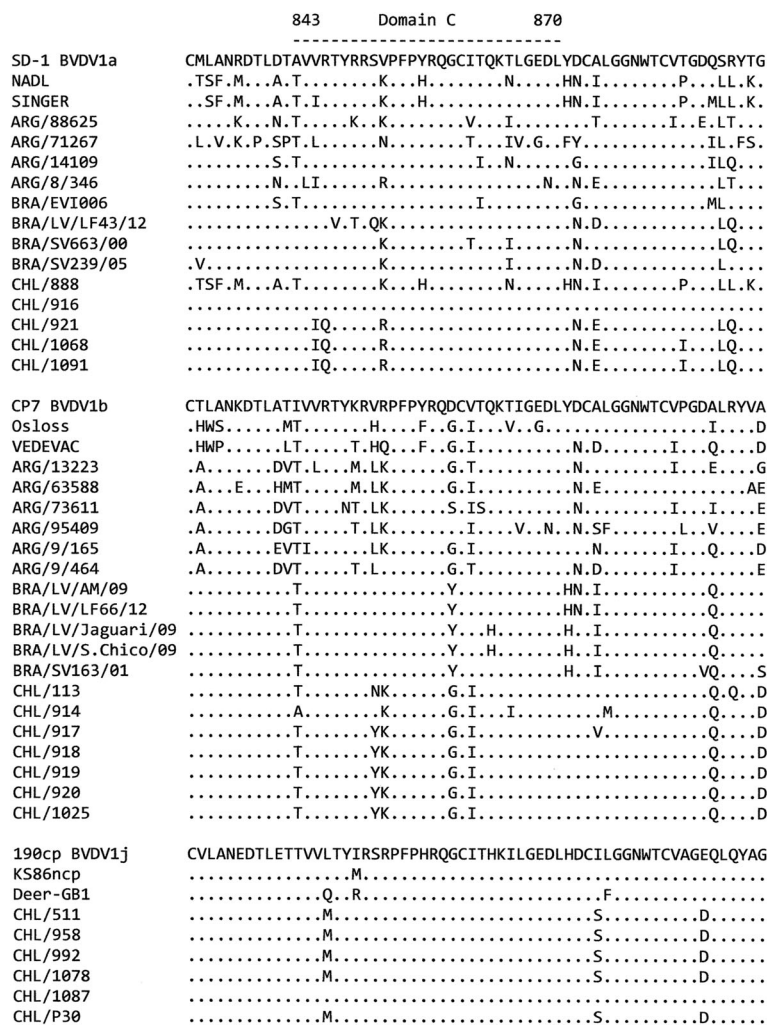 843 Domain C 870
----------------------------
SD-1 BVDV1a CMLANRDTLDTAVVRTYRRSVPFPYRQGCITQKTLGEDLYDCALGGNWTCVTGDQSRYTG
NADL .TSF.M...A.T........K...H........N.....HN.I........P...LL.K.
SINGER ..SF.M...A.T.I......K...H..............HN.I........P..MLL.K.
ARG/88625 .....K...N.T.....K..K........V...I........T.......I..E.LT...
ARG/71267 .L.V.K.P.SPT.L......N........T...IV.G..FY.............IL.FS.
ARG/14109 .........S.T..................I..N......G.............ILQ...
ARG/8/346 .........N..LI......R................N..N.E............LT...
BRA/EVI006 .........S.T..................I.........G............QML....
BRA/LV/LF43/12 ...............V.T.QK...................N.D............LQ...
BRA/SV663/00 ....................K........T...I......N.D............LQ...
BRA/SV239/05 .V..................K............I......N.D............L....
CHL/888 .TSF.M...A.T........K...H........N.....HN.I........P...LL.K.
CHL/916 ............................................................
CHL/921 .............IQ.....R...................N.E............LQ...
CHL/1068 .............IQ.....R...................N.E........I...LQ...
CHL/1091 .............IQ.....R...................N.E............LQ...
CP7 BVDV1b CTLANKDTLATIVVRTYKRVRPFPYRQDCVTQKTIGEDLYDCALGGNWTCVPGDALRYVA
Osloss .HWS......MT.......H....F..G.I...V..G.................I....D
VEDEVAC .HWP......LT.....T.HQ...F..G.I..........N.D.......I...Q....D
ARG/13223 .A.......DVT.L...M.LK......G.T..........N.D.......I...E....G
ARG/63588 .A...E...HMT.....M.LK......G.I..........N.E...............AE
ARG/73611 .A.......DVT....NT.LK......S.IS.........N.........I...I....E
ARG/95409 .A.......DGT.....T.LK......G.T....V..N..N.SF.......L..V....E
ARG/9/165 .A.......EVTI......LK......G.I............N.......I...Q....D
ARG/9/464 .A.......DVT.....T.L.......G.T..........N.D.......I........E
BRA/LV/AM/09 ...........T...............Y...........HN.I...........Q.....
BRA/LV/LF66/12 ...........T...............Y...........HN.I...........Q.....
BRA/LV/Jaguari/09 ...........T...............Y...H.......H..I...........Q.....
BRA/LV/S.Chico/09 ...........T...............Y...H.......H..I...........Q.....
BRA/SV163/01 ...........T...............Y...........H..I..........VQ....S
CHL/113 ...........T.......NK......G.I........................Q.Q..D
CHL/914 ...........A........K......G.I...I.........M..........Q....D
CHL/917 ...........T.......YK......G.I............V...........Q....D
CHL/918 ...........T.......YK......G.I........................Q....D
CHL/919 ...........T.......YK......G.I........................Q....D
CHL/920 ...........T.......YK......G.I........................Q....D
CHL/1025 ...........T.......YK......G.I........................Q....D
190cp BVDV1j CVLANEDTLETTVVLTYIRSRPFPHRQGCITHKILGEDLHDCILGGNWTCVAGEQLQYAG
KS86ncp .................M..........................................
Deer-GB1 ..............Q..R.........................F................
CHL/511 ..............M...........................S..........D......
CHL/958 ..............M...........................S..........D......
CHL/992 ..............M...........................S..........D......
CHL/1078 ..............M...........................S..........D......
CHL/1087 ............................................................
CHL/P30 ..............M...........................S..........D......